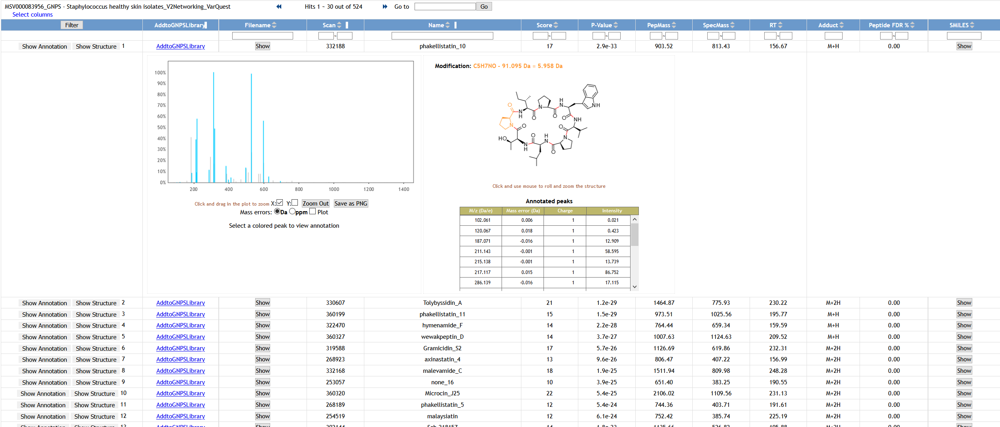 MSV000083956_GNPS - Staphylococcus healthy skin isolates_V2Networking_VarQuest Hits 1 ~ 30 out of 524 Go to Go
Select columns
Filter AddtoGNPSLibrary Filename Scan Name Score P-Value PepMass SpecMass RT Adduct Peptide FDR % SMILES
~ ~ ~ ~ ~ ~ ~
Show Annotation Show Structure 1 AddtoGNPSLibrary Show 332188 phakellistatin_10 17 2.9e-33 903.52 813.43 156.67 M+H 0.00 Show
100%
90%
80%
70%
60%
50%
40%
30%
20%
10%
0%
200 400 600 800 1000 1200 1400
Click and drag in the plot to zoom X: Y: Zoom Out Save as PNG
Mass errors: Da ppm Plot
Select a colored peak to view annotation
Modification: C5H7NO - 91.095 Da = 5.958 Da
O N H O N O H N NH O NH O N O H N O N H HO O N
Click and use mouse to roll and zoom the structure
Annotated peaks
M/z (Da/e) Mass error (Da) Charge Intensity
102.061 0.006 1 0.021
120.067 0.018 1 0.423
187.071 -0.016 1 12.909
211.143 -0.001 1 58.595
215.138 -0.001 1 13.739
217.117 0.015 1 86.752
286.139 -0.016 1 17.115
Show Annotation Show Structure 2 AddtoGNPSLibrary Show 330607 Tolybyssidin_A 21 1.2e-29 1464.87 775.93 230.22 M+2H 0.00 Show
Show Annotation Show Structure 3 AddtoGNPSLibrary Show 360199 phakellistatin_11 15 1.5e-29 973.51 1025.56 195.77 M+H 0.00 Show
Show Annotation Show Structure 4 AddtoGNPSLibrary Show 322470 hymenamide_F 14 2.2e-28 764.44 659.34 159.59 M+H 0.00 Show
Show Annotation Show Structure 5 AddtoGNPSLibrary Show 360327 wewakpeptin_D 14 3.7e-27 1007.63 1124.63 209.52 M+H 0.00 Show
Show Annotation Show Structure 6 AddtoGNPSLibrary Show 319588 Gramicidin_S2 17 5.7e-26 1126.69 619.86 232.31 M+2H 0.00 Show
Show Annotation Show Structure 7 AddtoGNPSLibrary Show 268923 axinastatin_4 13 9.6e-26 806.47 407.22 156.99 M+2H 0.00 Show
Show Annotation Show Structure 8 AddtoGNPSLibrary Show 332168 malevamide_C 18 1.9e-25 1511.94 809.98 248.28 M+2H 0.00 Show
Show Annotation Show Structure 9 AddtoGNPSLibrary Show 253057 none_16 10 3.9e-25 651.40 383.25 190.55 M+2H 0.00 Show
Show Annotation Show Structure 10 AddtoGNPSLibrary Show 360320 Microcin_J25 22 5.4e-25 2106.02 1109.56 231.13 M+2H 0.00 Show
Show Annotation Show Structure 11 AddtoGNPSLibrary Show 268189 phakellistatin_5 12 5.4e-24 744.36 403.71 191.61 M+2H 0.00 Show
Show Annotation Show Structure 12 AddtoGNPSLibrary Show 254519 malaysiatin 12 6.1e-24 752.42 385.74 225.19 M+2H 0.00 Show